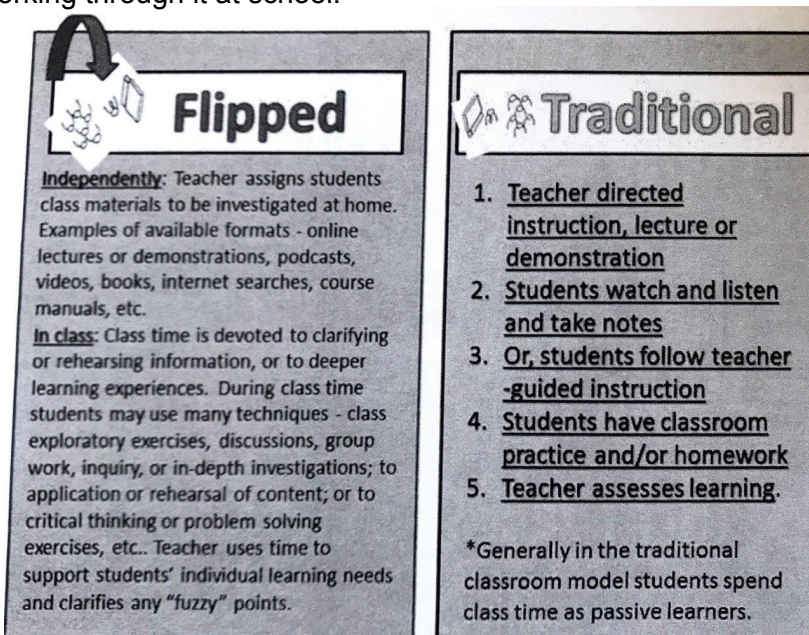 working through it at school.
Flipped
Independently: Teacher assigns students
class materials to be investigated at home.
Examples of available formats - online
lectures or demonstrations, podcasts,
videos, books, internet searches, course
manuals, etc.
In class: Class time is devoted to clarifying
or rehearsing information, or to deeper
learning experiences. During class time
students may use many techniques - class
exploratory exercises, discussions, group
work, inquiry, or in-depth investigations; to
application or rehearsal of content; or to
critical thinking or problem solving
exercises, etc.. Teacher uses time to
support students' individual learning needs
and clarifies any "fuzzy" points.
Traditional
1. Teacher directed
instruction, lecture or
demonstration
2. Students watch and listen
and take notes
3. Or, students follow teacher
-guided instruction
4. Students have classroom
practice and/or homework
5. Teacher assesses learning.
*Generally in the traditional
classroom model students spend
class time as passive learners.